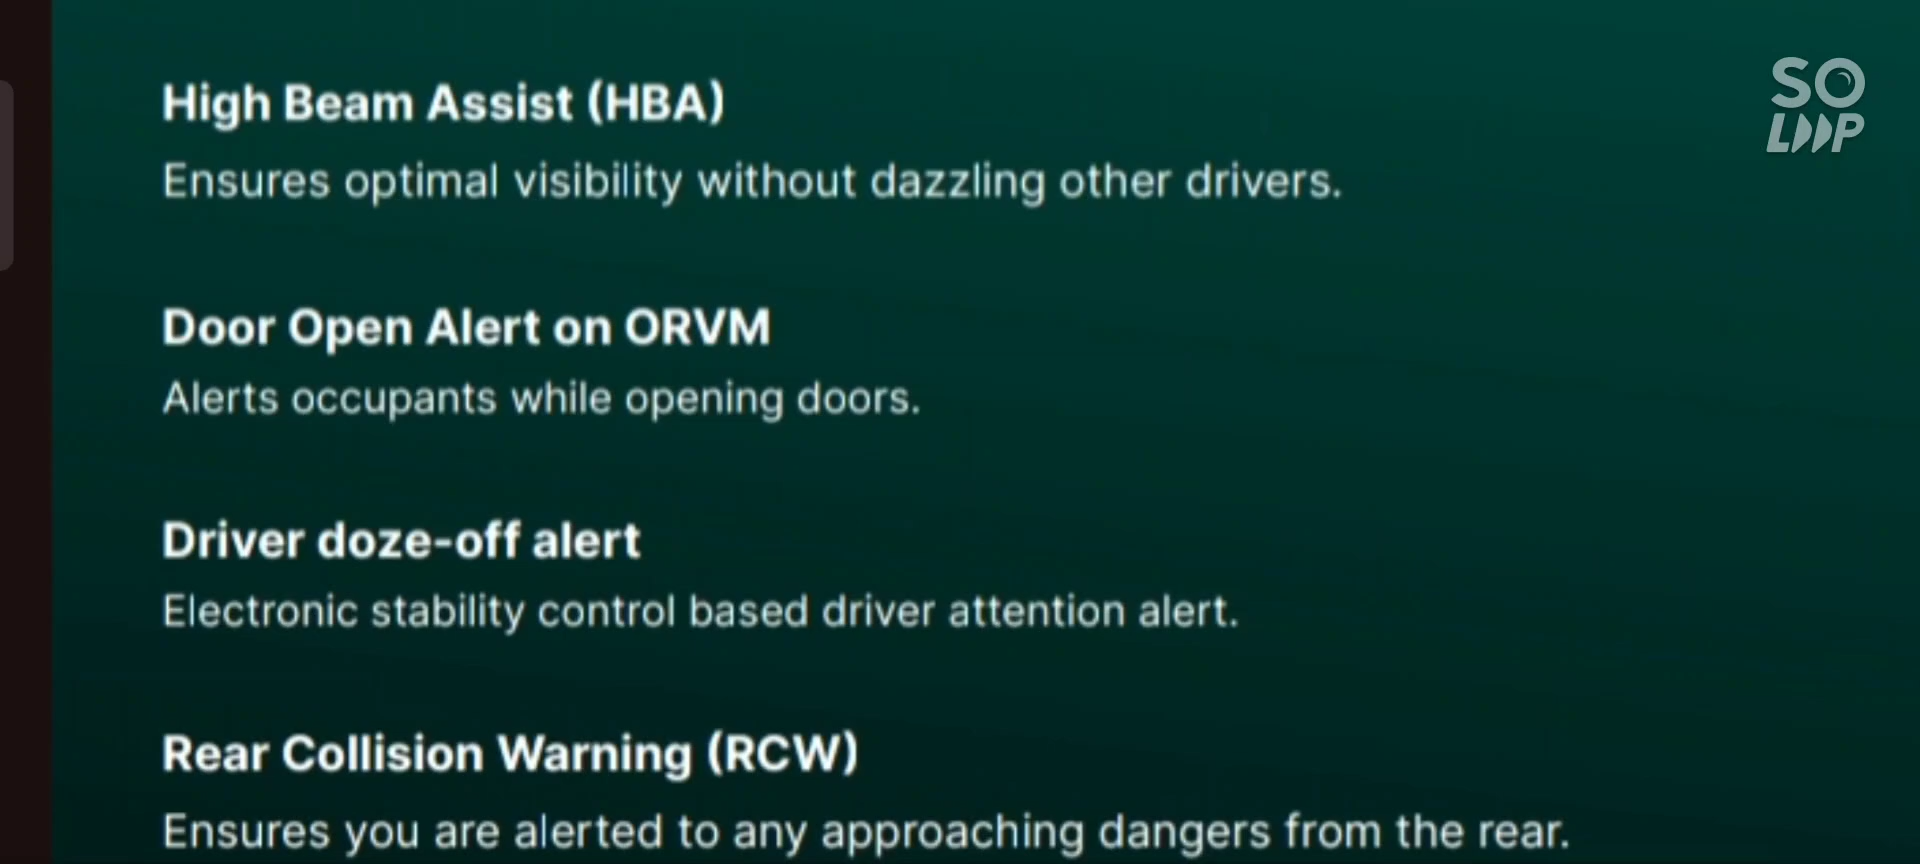 SO
LOOP
High Beam Assist (HBA)
Ensures optimal visibility without dazzling other drivers.
Door Open Alert on ORVM
Alerts occupants while opening doors.
Driver doze-off alert
Electronic stability control based driver attention alert.
Rear Collision Warning (RCW)
Ensures you are alerted to any approaching dangers from the rear.